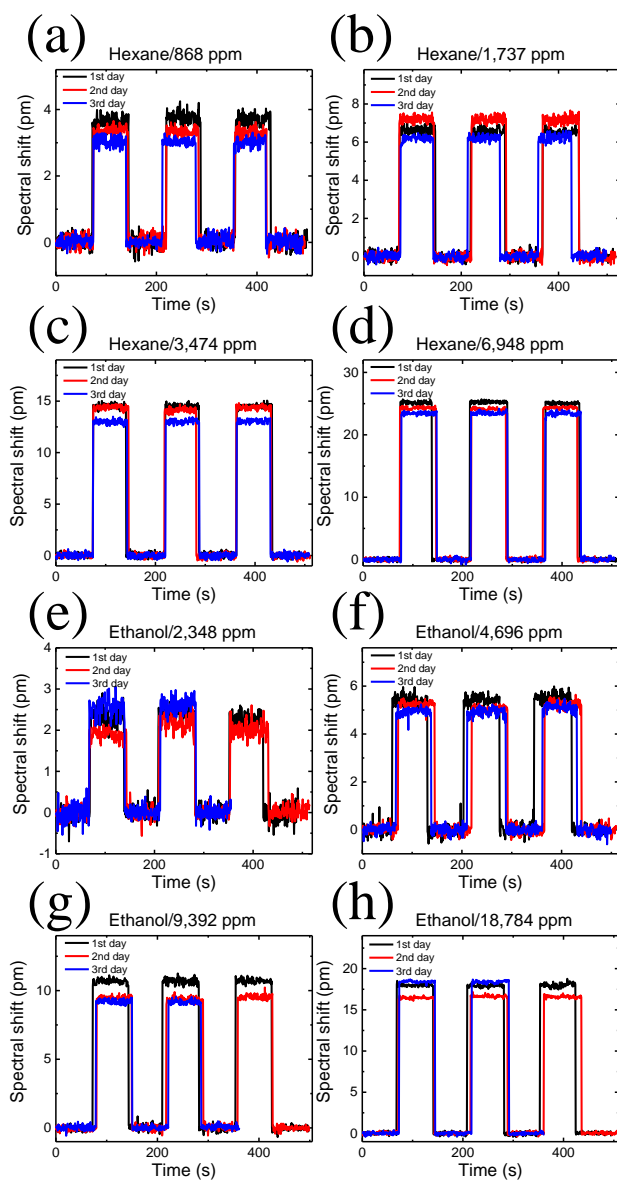 (a)
Hexane/868 ppm
1st day
2nd day
3rd day
Spectral shift (pm)
4
2
0
0 200 400
Time (s)
(b)
Hexane/1,737 ppm
1st day
2nd day
3rd day
Spectral shift (pm)
8
6
4
2
0
0 200 400
Time (s)
(c)
Hexane/3,474 ppm
1st day
2nd day
3rd day
Spectral shift (pm)
15
10
5
0
0 200 400
Time (s)
(d)
Hexane/6,948 ppm
1st day
2nd day
3rd day
Spectral shift (pm)
30
20
10
0
0 200 400
Time (s)
(e)
Ethanol/2,348 ppm
1st day
2nd day
3rd day
Spectral shift (pm)
4
3
2
1
0
-1
0 200 400
Time (s)
(f)
Ethanol/4,696 ppm
1st day
2nd day
3rd day
Spectral shift (pm)
6
4
2
0
0 200 400
Time (s)
(g)
Ethanol/9,392 ppm
1st day
2nd day
3rd day
Spectral shift (pm)
10
5
0
0 200 400
Time (s)
(h)
Ethanol/18,784 ppm
1st day
2nd day
3rd day
Spectral shift (pm)
20
15
10
5
0
0 200 400
Time (s)